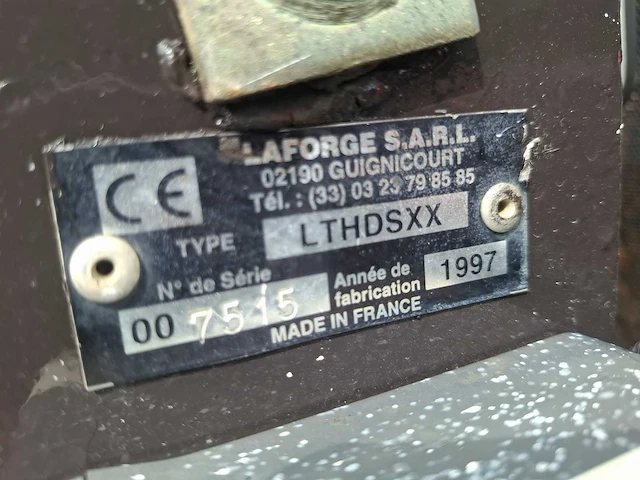 LAFORGE S.A.R.L.
02190 GUIGNICOURT
Tél. : (33) 03 23 79 85 85
CE
TYPE LTHDSXX
N° de Série 00 7515
Année de fabrication 1997
MADE IN FRANCE